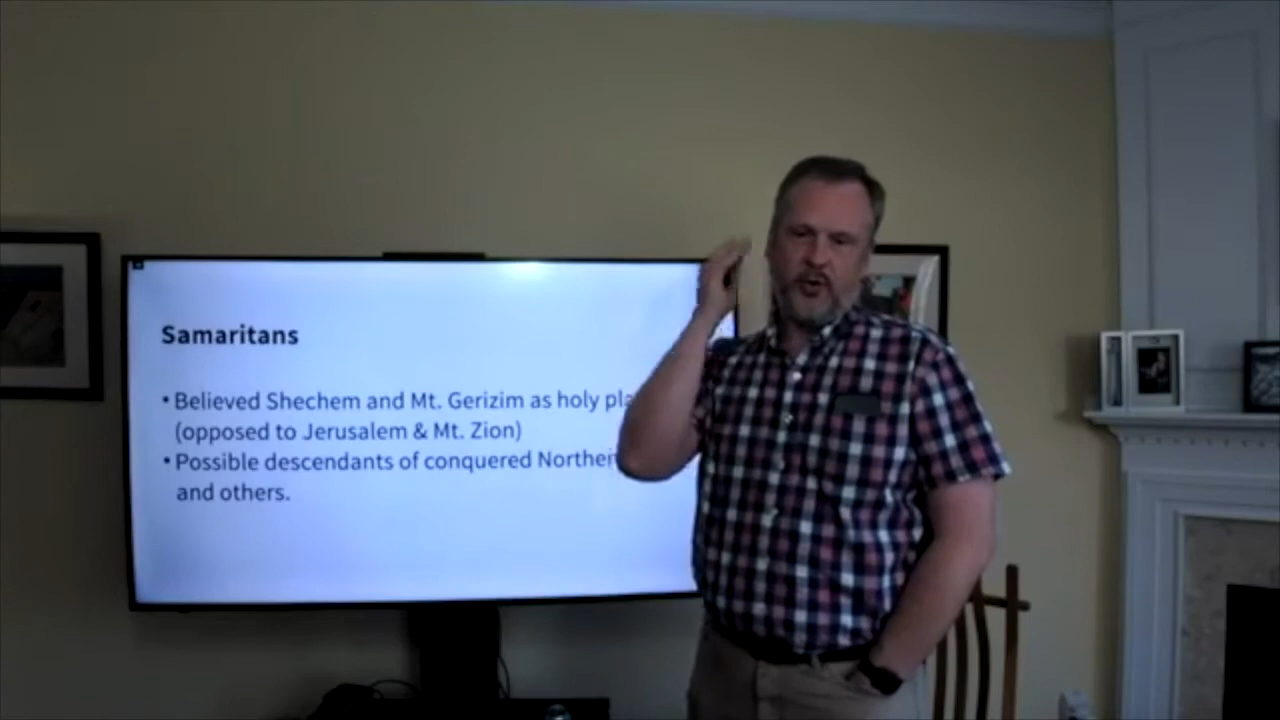 Samaritans
• Believed Shechem and Mt. Gerizim as holy
(opposed to Jerusalem & Mt. Zion)
• Possible descendants of conquered
and others.